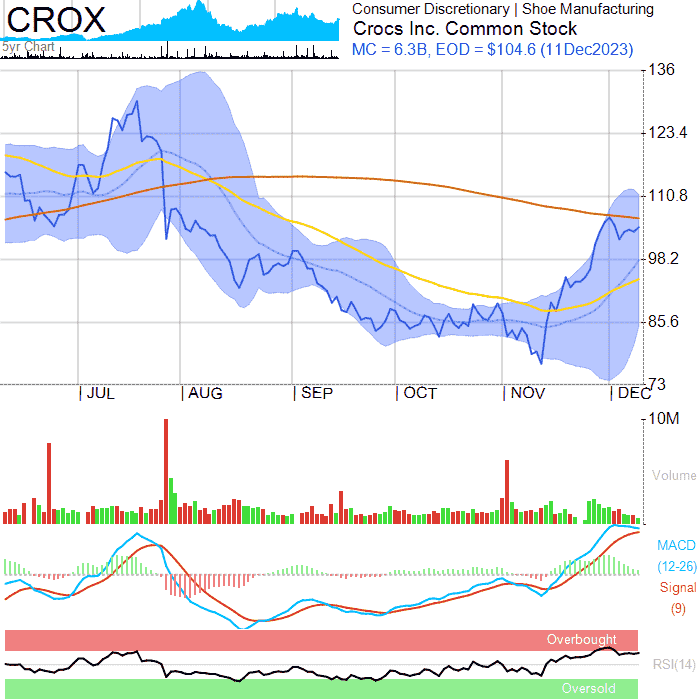 CROX
Consumer Discretionary | Shoe Manufacturing
Crocs Inc. Common Stock
MC = 6.3B, EOD = $104.6 (11Dec2023)
5yr Chart
136
123.4
110.8
98.2
85.6
73
| JUL | AUG | SEP | OCT | NOV | DEC
10M
Volume
MACD
(12-26)
Signal
(9)
Overbought
RSI(14)
Oversold